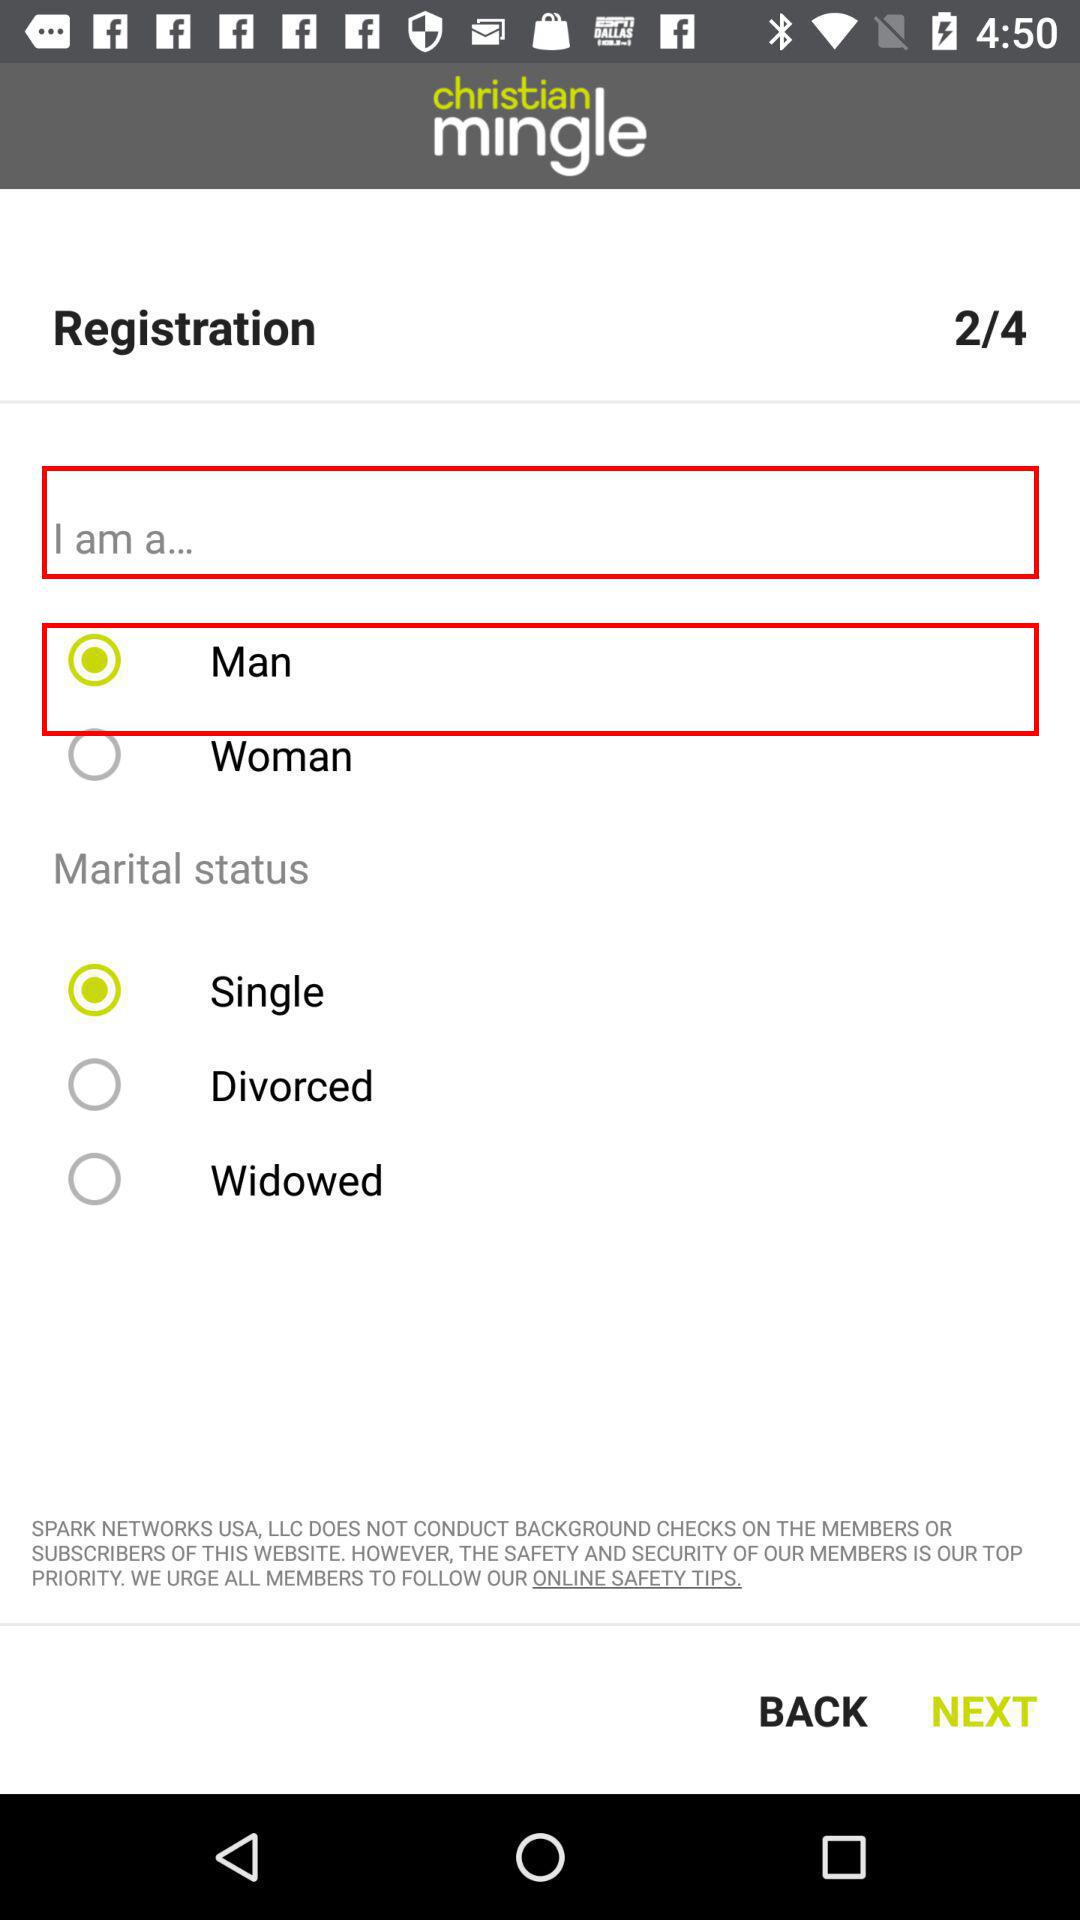 4:50
christian
mingle
Registration 2/4
I am a...
Man
Woman
Marital status
Single
Divorced
Widowed
SPARK NETWORKS USA, LLC DOES NOT CONDUCT BACKGROUND CHECKS ON THE MEMBERS OR
SUBSCRIBERS OF THIS WEBSITE. HOWEVER, THE SAFETY AND SECURITY OF OUR MEMBERS IS OUR TOP
PRIORITY. WE URGE ALL MEMBERS TO FOLLOW OUR ONLINE SAFETY TIPS.
BACK NEXT